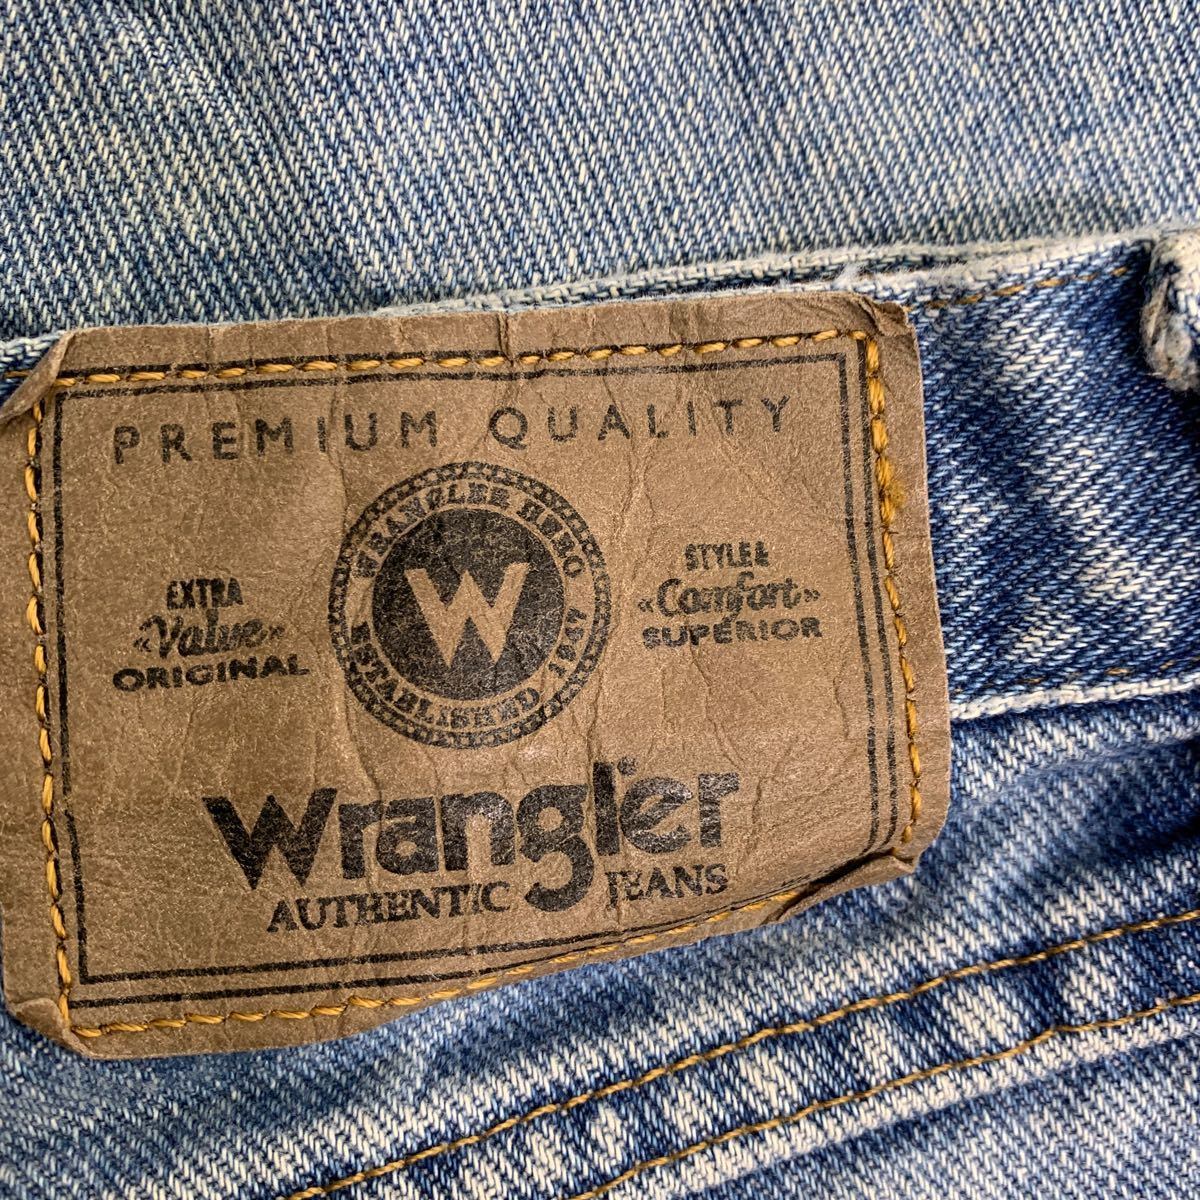 PREMIUM QUALITY
WRANGLER HERO
ESTABLISHED 1947
W
EXTRA
«Value»
ORIGINAL
STYLE &
«Comfort»
SUPERIOR
Wrangler®
AUTHENTIC JEANS